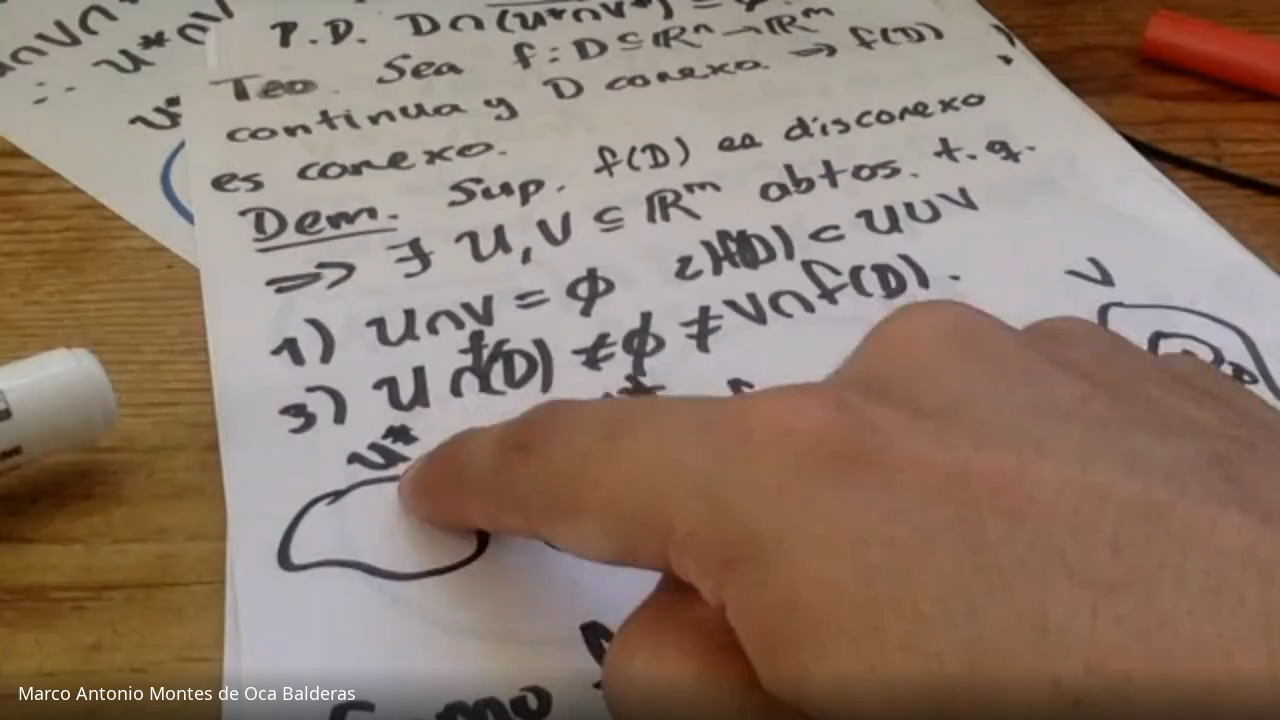 P.D. D∩(U*∩V*) = ∅.
Teo. Sea f: D ⊆ ℝⁿ → ℝᵐ
continua y D conexo. ⇒ f(D)
es conexo.
Dem. Sup. f(D) es disconexo
⇒ ∃ U, V ⊆ ℝᵐ abtos. t.q.
1) U∩V = ∅ 2) f(D) ⊂ U∪V
3) U∩f(D) ≠ ∅ ≠ V∩f(D).
U*
V
Marco Antonio Montes de Oca Balderas